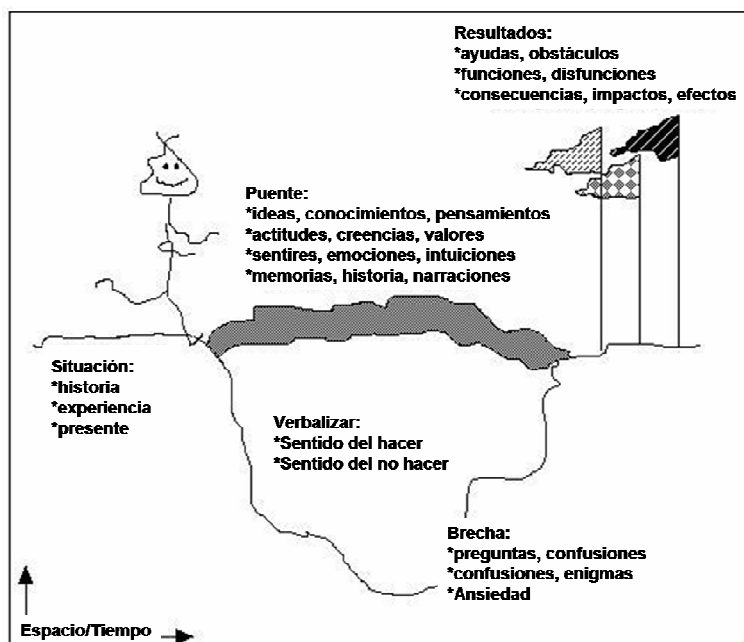 Resultados:
*ayudas, obstáculos
*funciones, disfunciones
*consecuencias, impactos, efectos
Puente:
*ideas, conocimientos, pensamientos
*actitudes, creencias, valores
*sentires, emociones, intuiciones
*memorias, historia, narraciones
Situación:
*historia
*experiencia
*presente
Verbalizar:
*Sentido del hacer
*Sentido del no hacer
Brecha:
*preguntas, confusiones
*confusiones, enigmas
*Ansiedad
Espacio/Tiempo